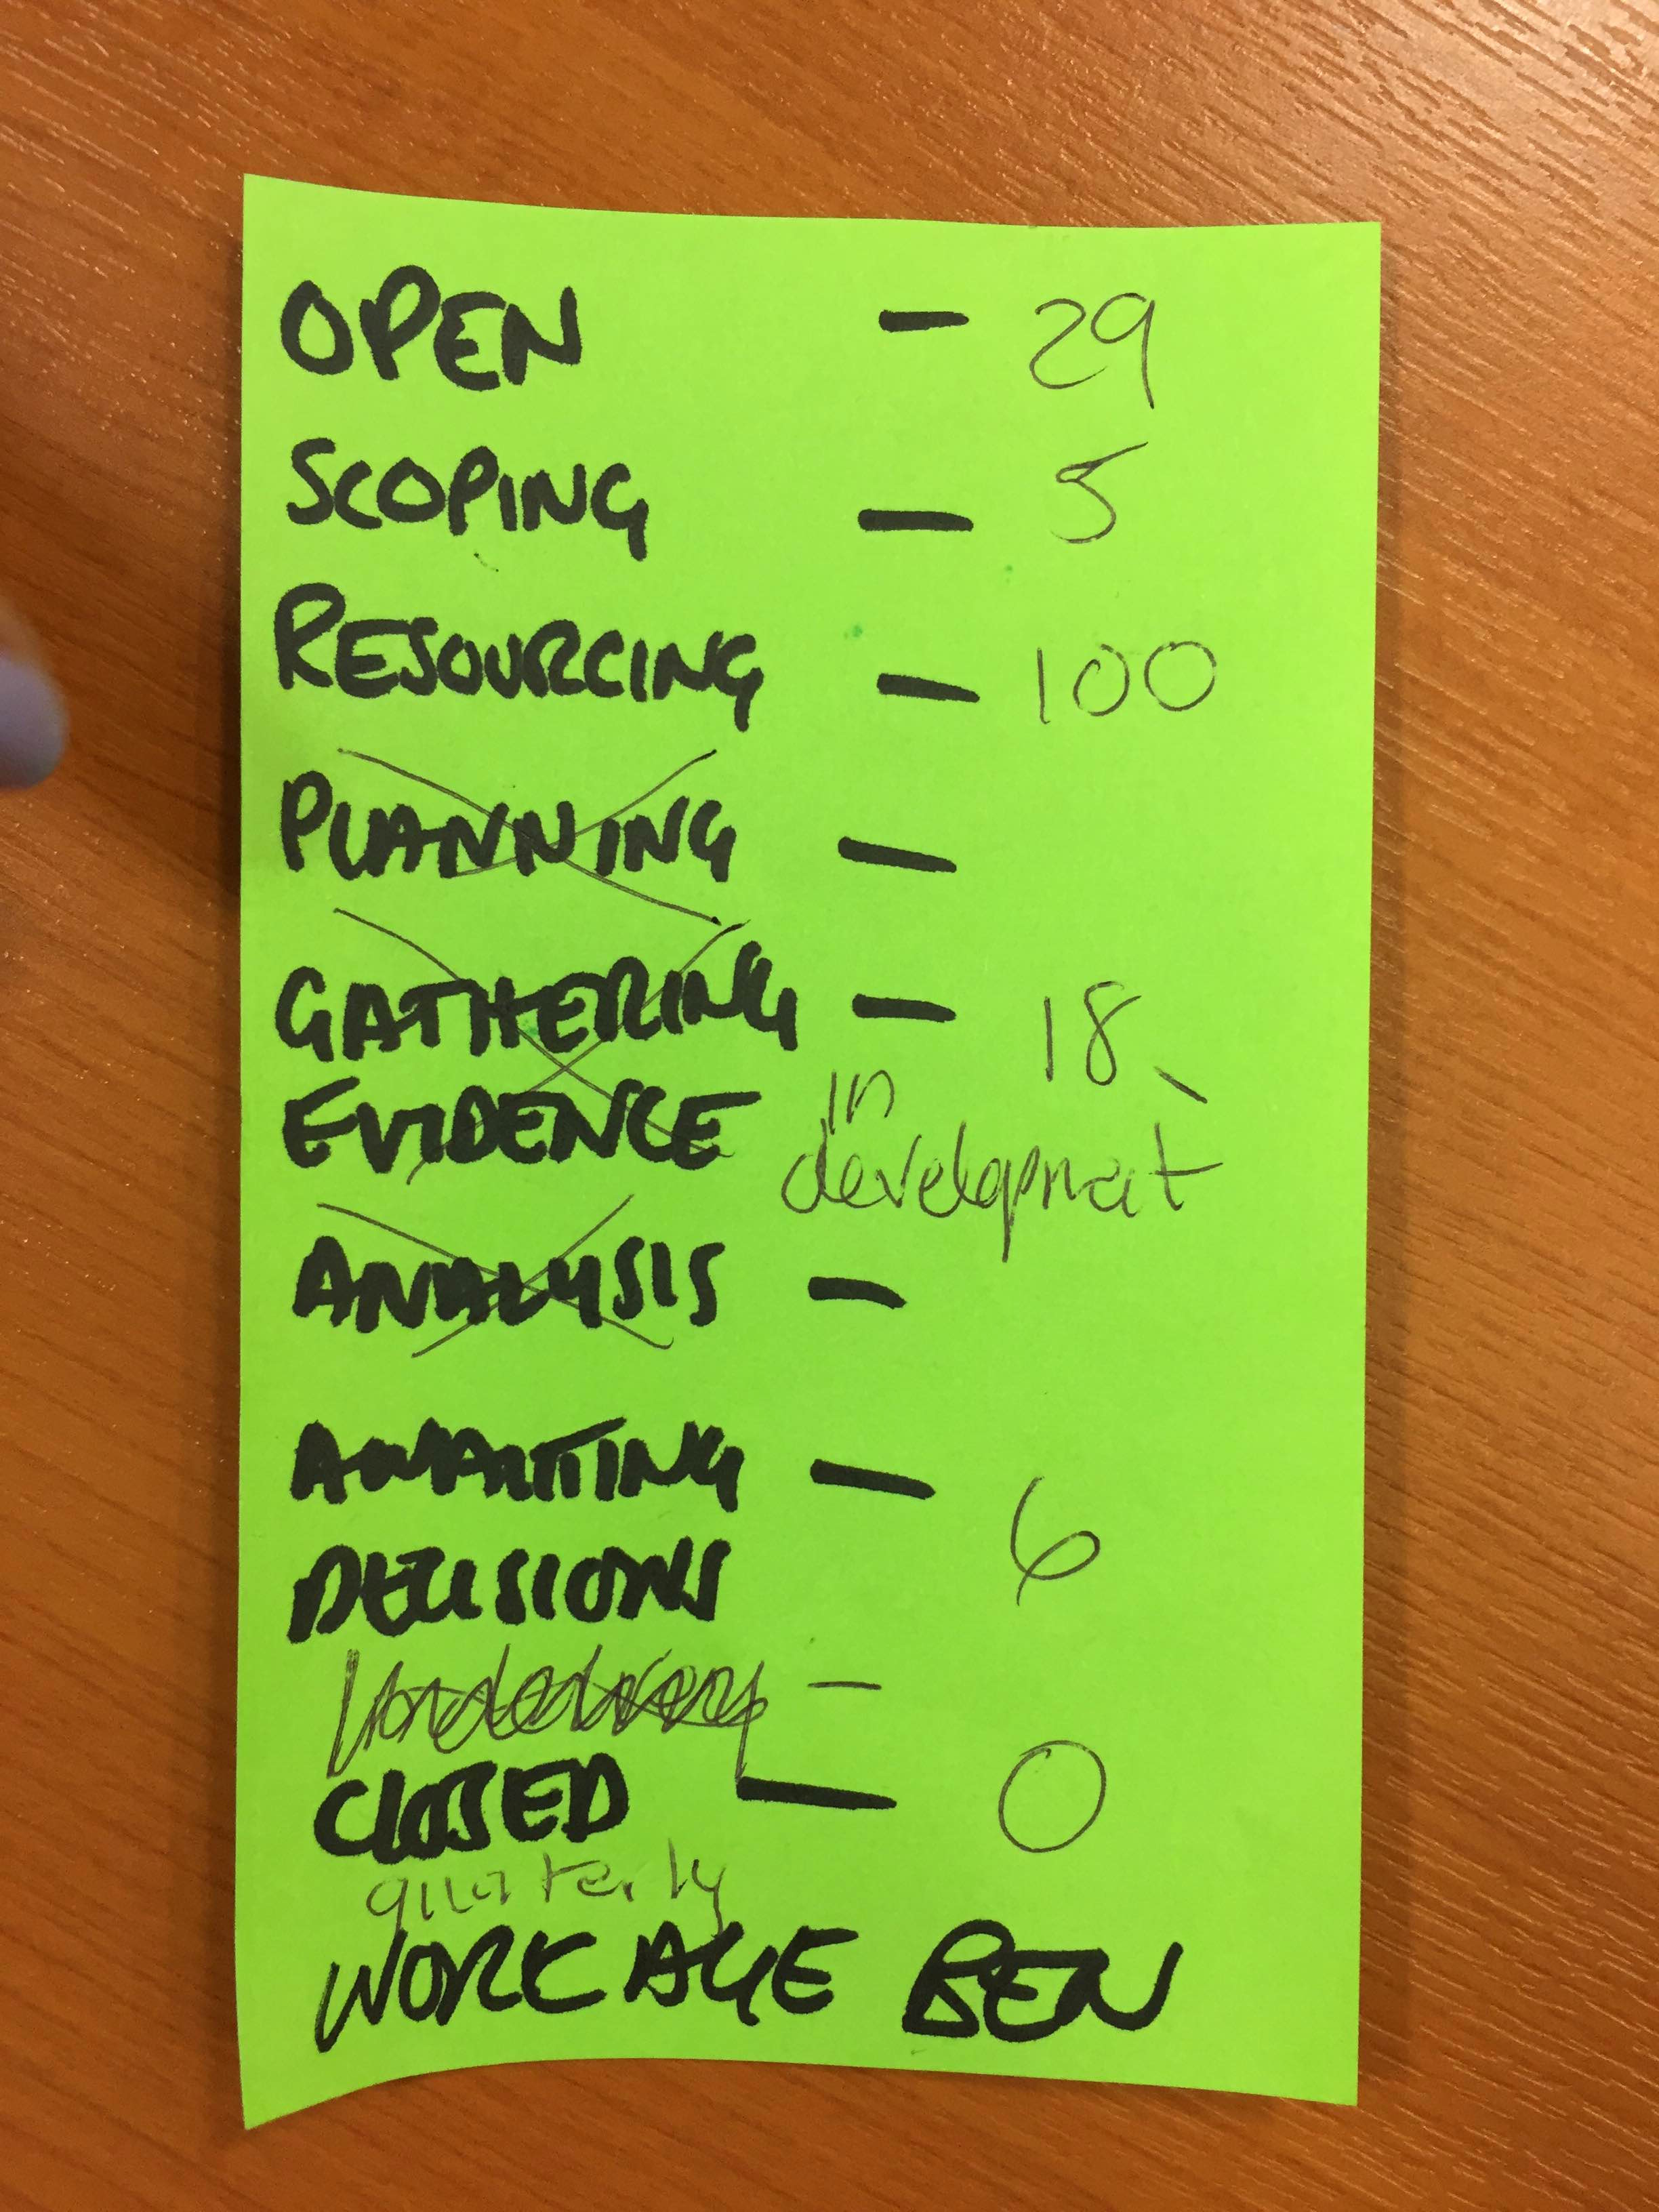 OPEN - 29
SCOPING - 5
RESOURCING - 100
PLANNING -
GATHERING - 18
EVIDENCE in development
ANALYSIS -
AWAITING -
DECISIONS 6
Underway -
CLOSED - 0
quarterly
WORK AGE BEN